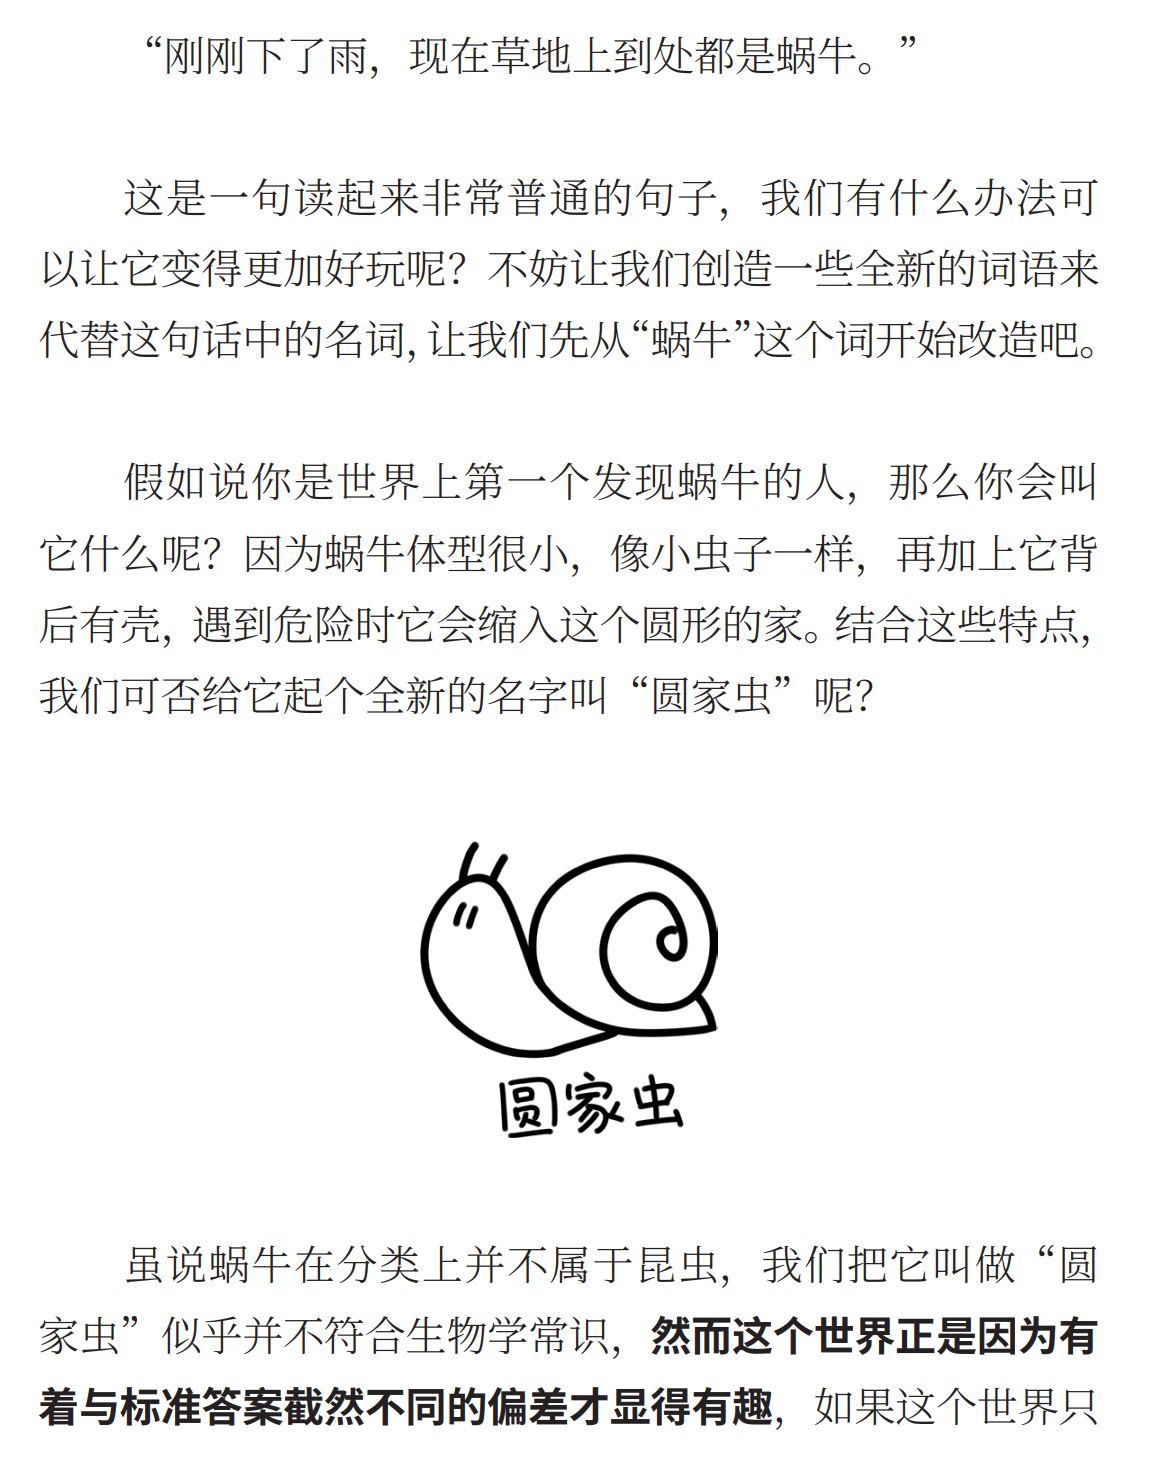 “刚刚下了雨，现在草地上到处都是蜗牛。”
这是一句读起来非常普通的句子，我们有什么办法可
以让它变得更加好玩呢？不妨让我们创造一些全新的词语来
代替这句话中的名词，让我们先从“蜗牛”这个词开始改造吧。
假如说你是世界上第一个发现蜗牛的人，那么你会叫
它什么呢？因为蜗牛体型很小，像小虫子一样，再加上它背
后有壳，遇到危险时它会缩入这个圆形的家。结合这些特点，
我们可否给它起个全新的名字叫“圆家虫”呢？
圆家虫
虽说蜗牛在分类上并不属于昆虫，我们把它叫做“圆
家虫”似乎并不符合生物学常识，然而这个世界正是因为有
着与标准答案截然不同的偏差才显得有趣，如果这个世界只